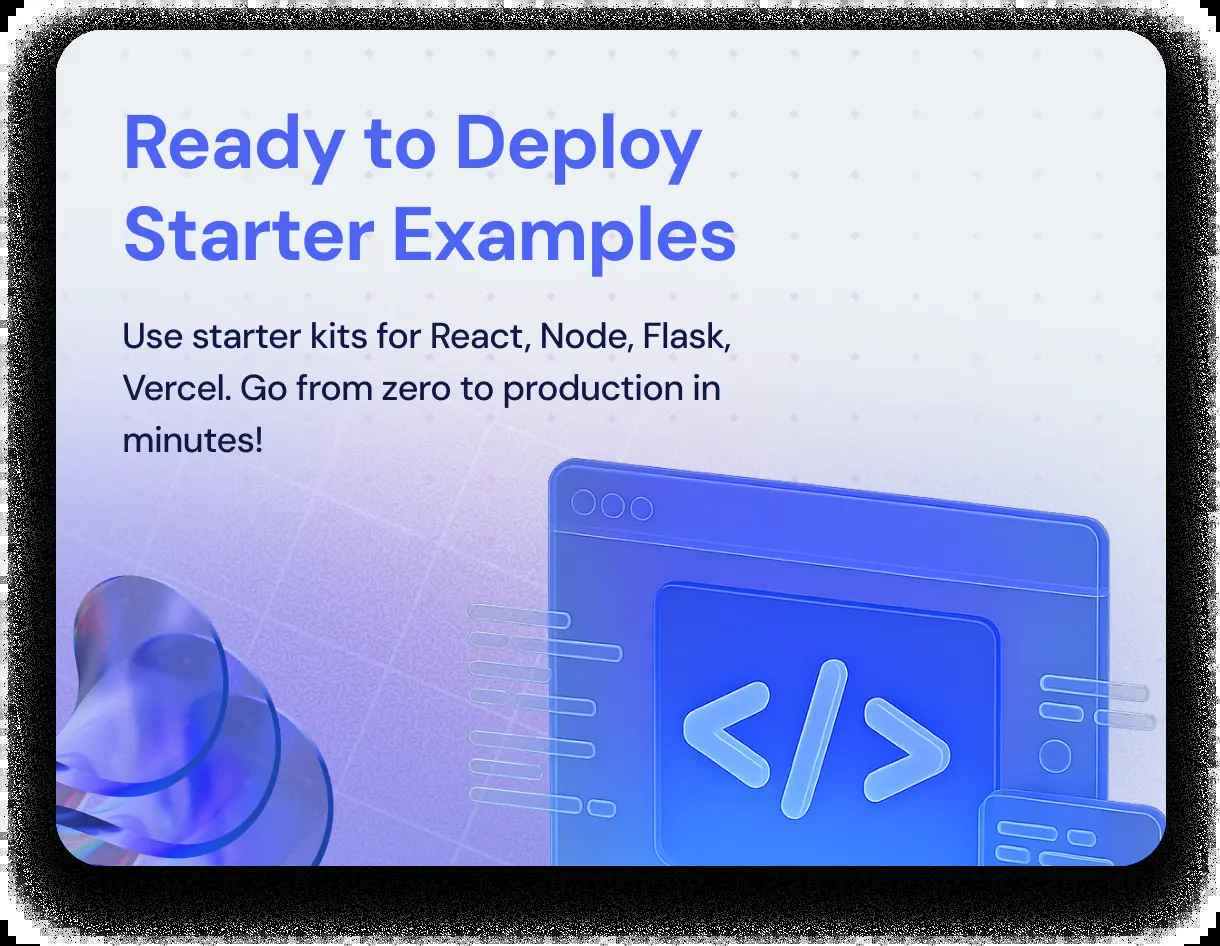 Ready to Deploy
Starter Examples
Use starter kits for React, Node, Flask,
Vercel. Go from zero to production in
minutes!
</>